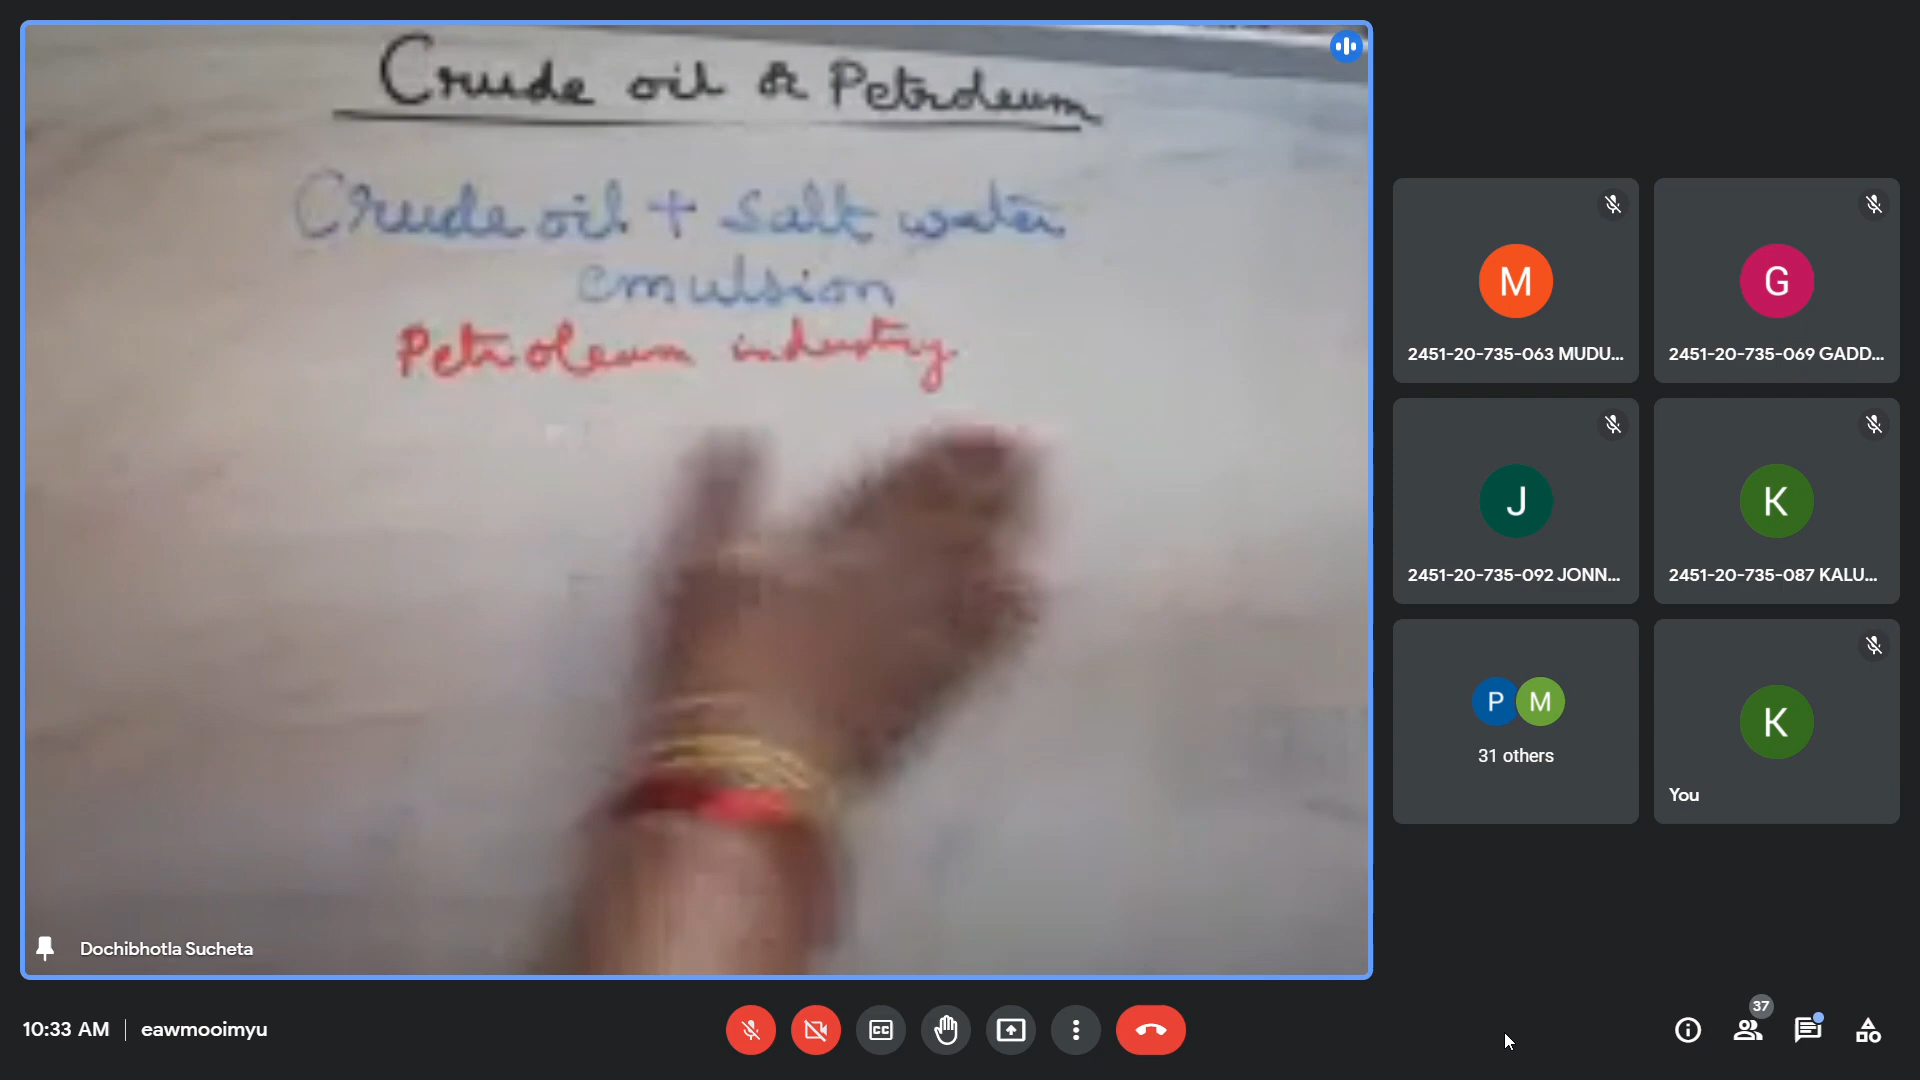 Crude oil & Petroleum
Crude oil + Salt water
emulsion
Petroleum industry
Dochibhotla Sucheta
2451-20-735-063 MUDU...
2451-20-735-069 GADD...
2451-20-735-092 JONN...
2451-20-735-087 KALU...
M
G
J
K
P M
31 others
K
You
10:33 AM | eawmooimyu
CC
37